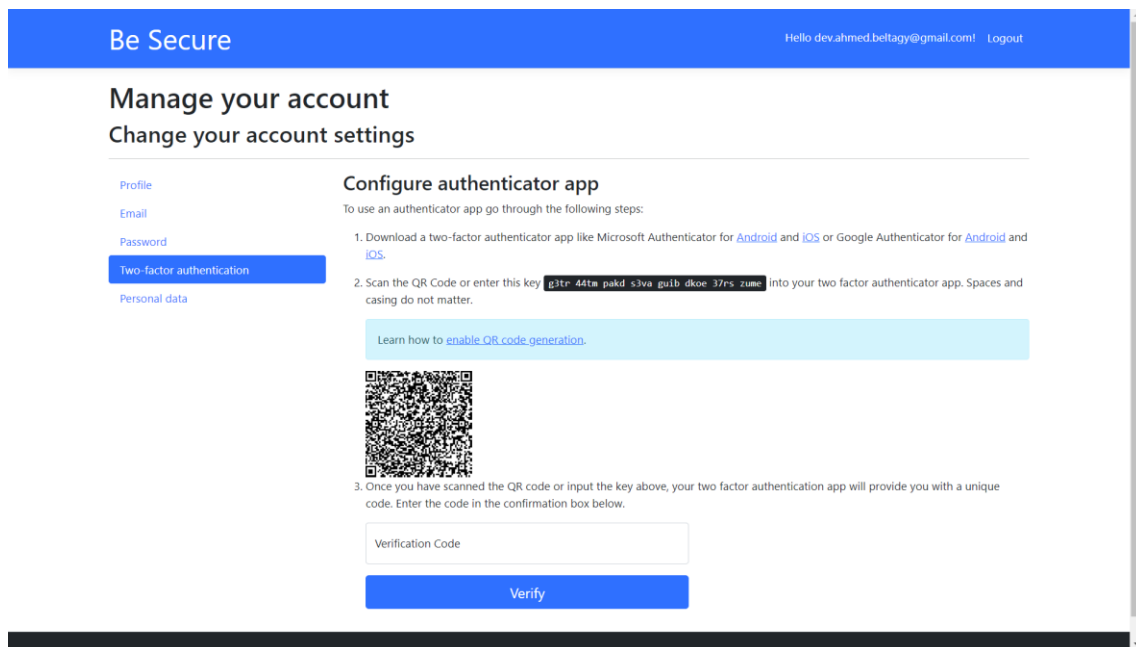 Be Secure
Hello dev.ahmed.beltagy@gmail.com! Logout
Manage your account
Change your account settings
Profile
Email
Password
Two-factor authentication
Personal data
Configure authenticator app
To use an authenticator app go through the following steps:
1. Download a two-factor authenticator app like Microsoft Authenticator for Android and iOS or Google Authenticator for Android and
iOS.
2. Scan the QR Code or enter this key g3tr 44tm pakd s3va guib dkoe 37rs zume into your two factor authenticator app. Spaces and
casing do not matter.
Learn how to enable QR code generation.
3. Once you have scanned the QR code or input the key above, your two factor authentication app will provide you with a unique
code. Enter the code in the confirmation box below.
Verification Code
Verify